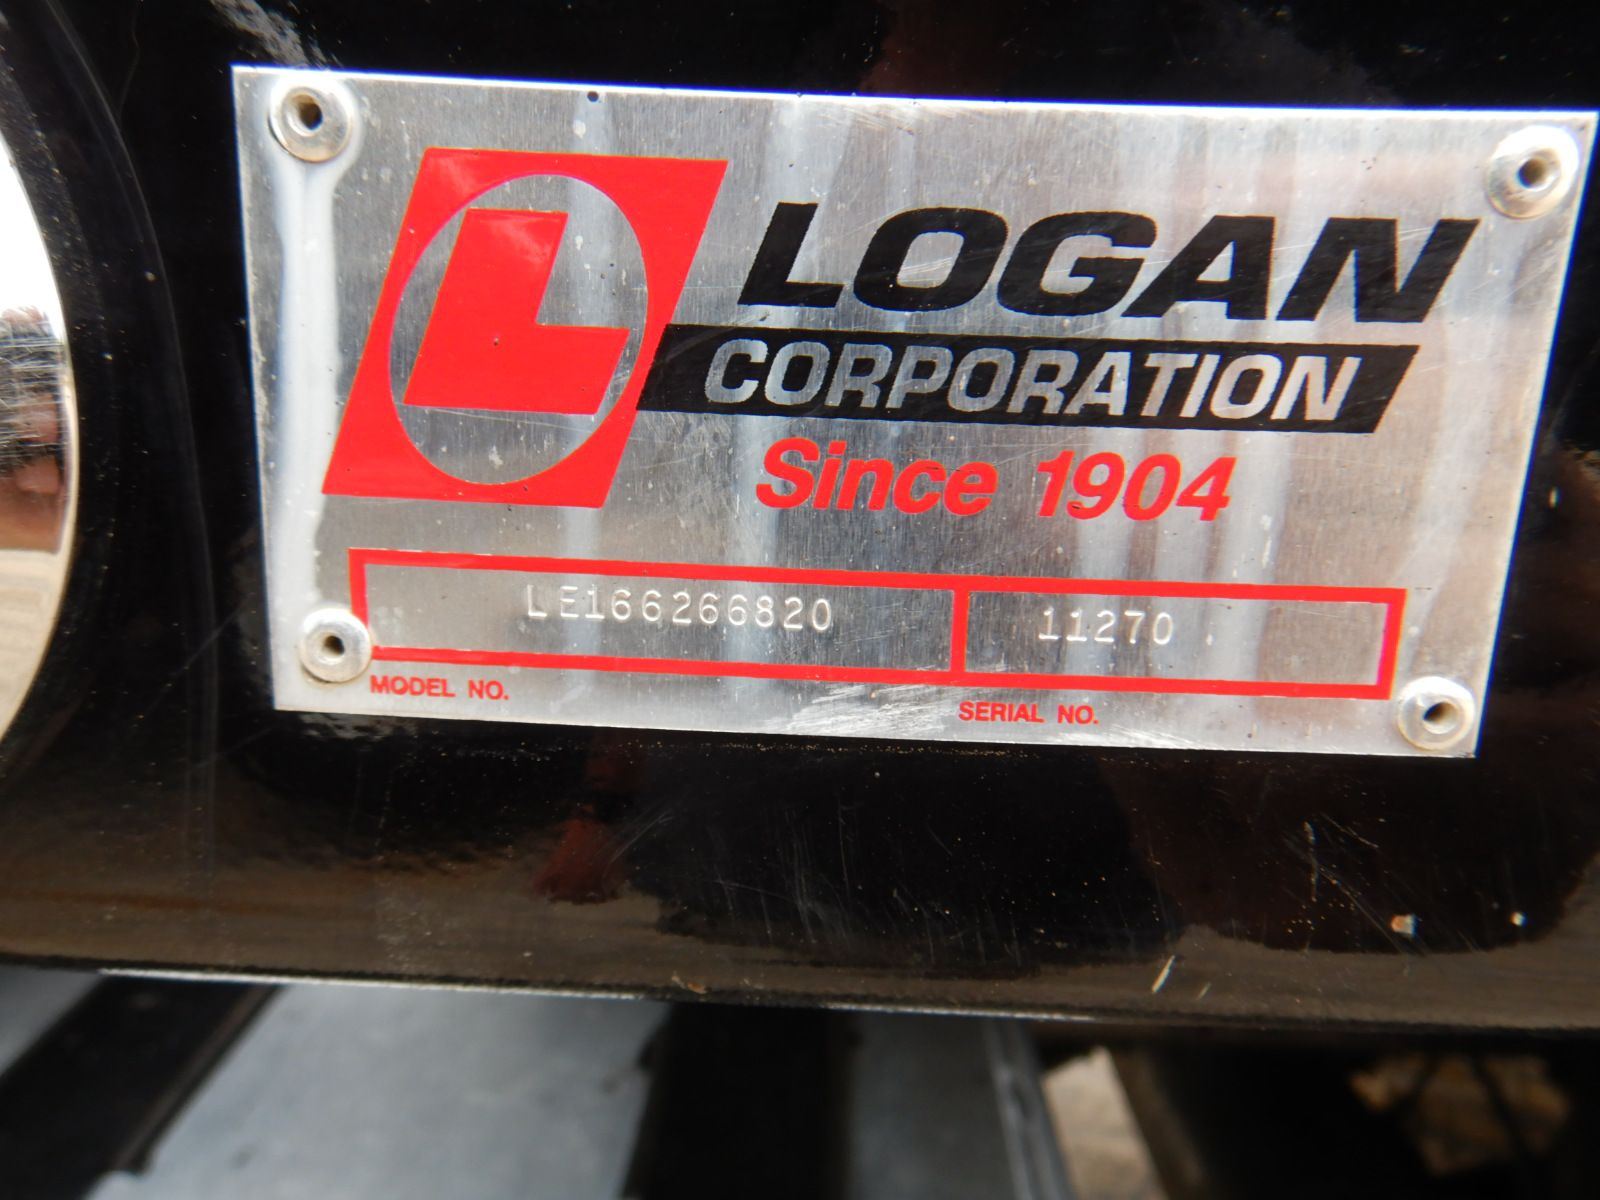 L
LOGAN
CORPORATION
Since 1904
LE166266820 11270
MODEL NO. SERIAL NO.